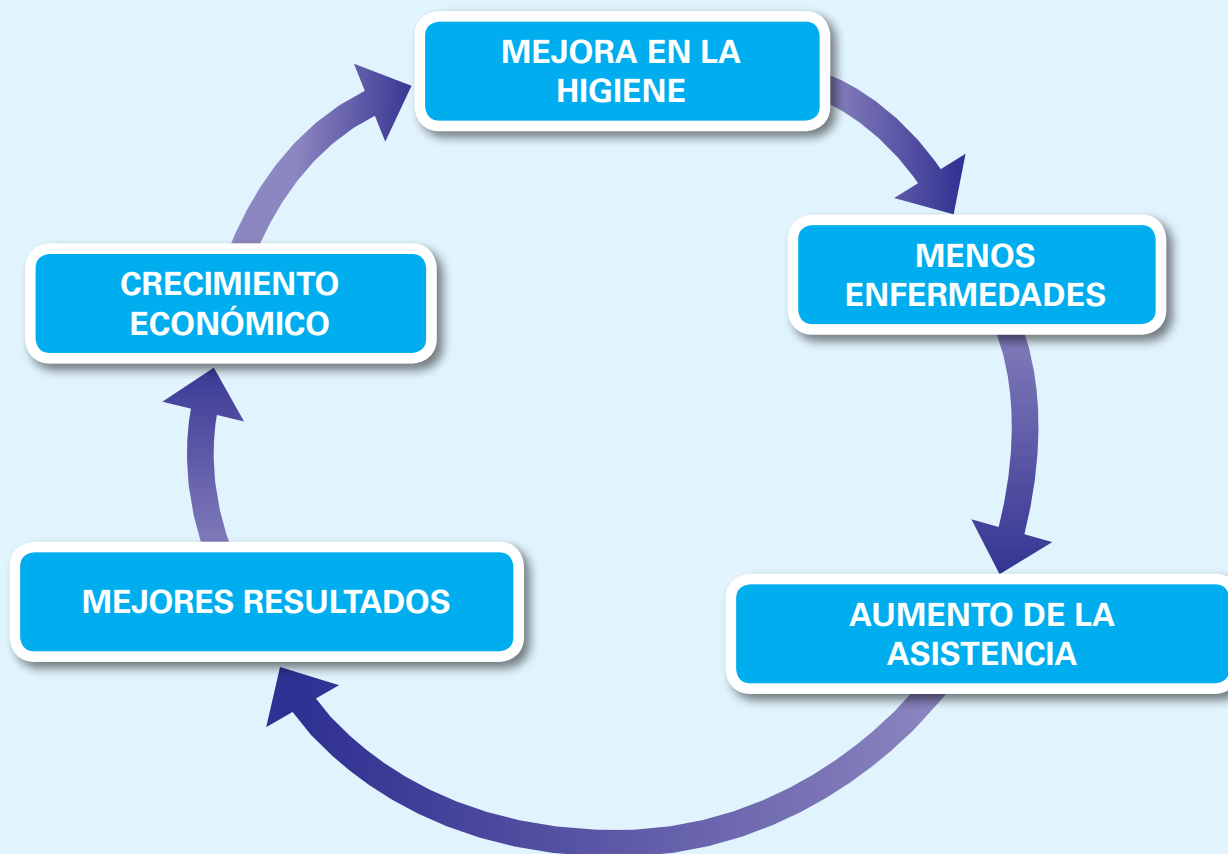 MEJORA EN LA
HIGIENE
MENOS
ENFERMEDADES
AUMENTO DE LA
ASISTENCIA
MEJORES RESULTADOS
CRECIMIENTO
ECONÓMICO